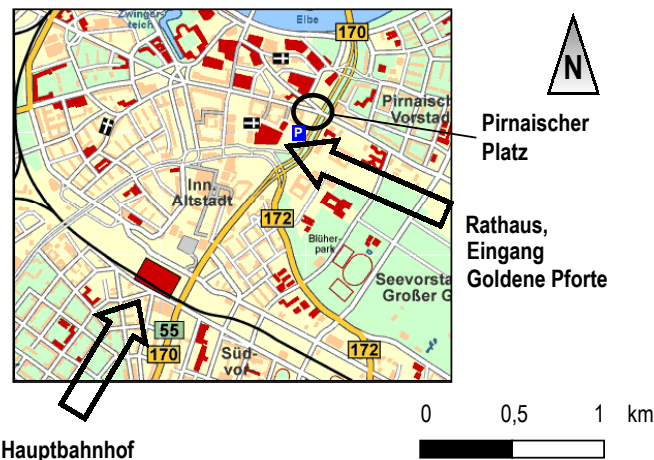 Zwinger-
teich
Elbe
170
N
Pirnaisch
Vorstad
P
Pirnaischer
Platz
Inn.
Altstadt
172
Blüher-
park
Rathaus,
Eingang
Goldene Pforte
Seevorsta
Großer G
55
170
172
Süd-
vor
0 0,5 1 km
Hauptbahnhof